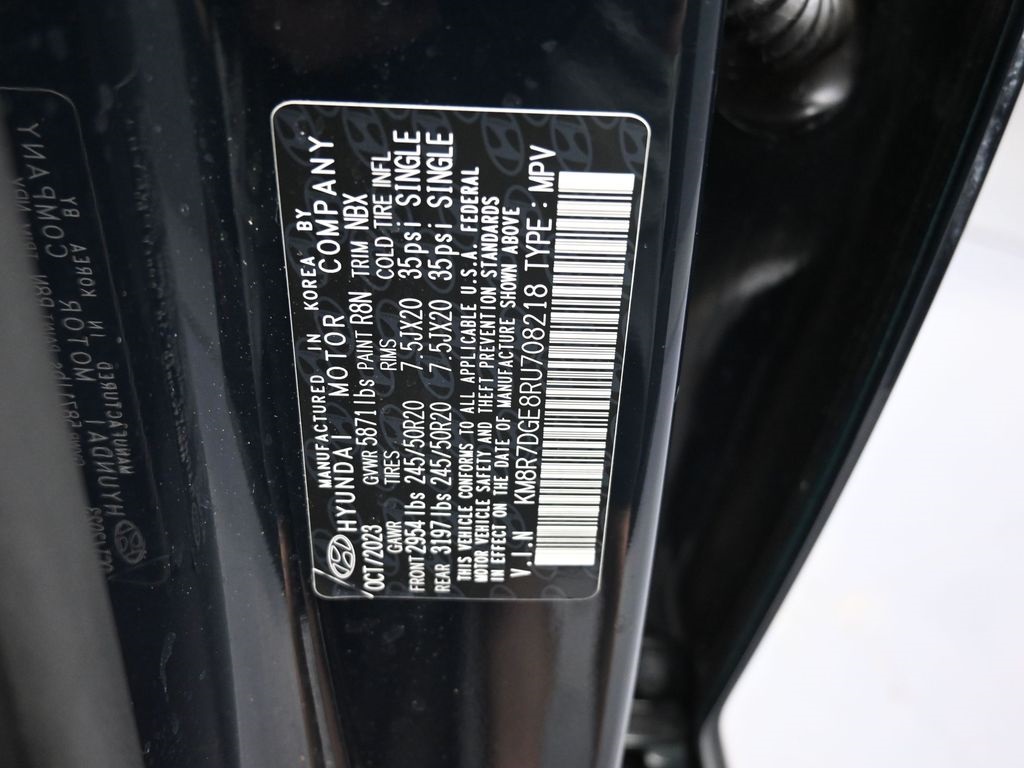 MANUFACTURED IN KOREA BY
HYUNDAI MOTOR COMPANY
OCT/2023 GVWR 5871lbs PAINT R8N TRIM NBX
GAWR TIRES RIMS COLD TIRE INFL
FRONT 2954 lbs 245/50R20 7.5JX20 35psi SINGLE
REAR 3197 lbs 245/50R20 7.5JX20 35psi SINGLE
THIS VEHICLE CONFORMS TO ALL APPLICABLE U.S.A. FEDERAL
MOTOR VEHICLE SAFETY AND THEFT PREVENTION STANDARDS
IN EFFECT ON THE DATE OF MANUFACTURE SHOWN ABOVE
V.I.N KM8R7DGE8RU708218 TYPE : MPV